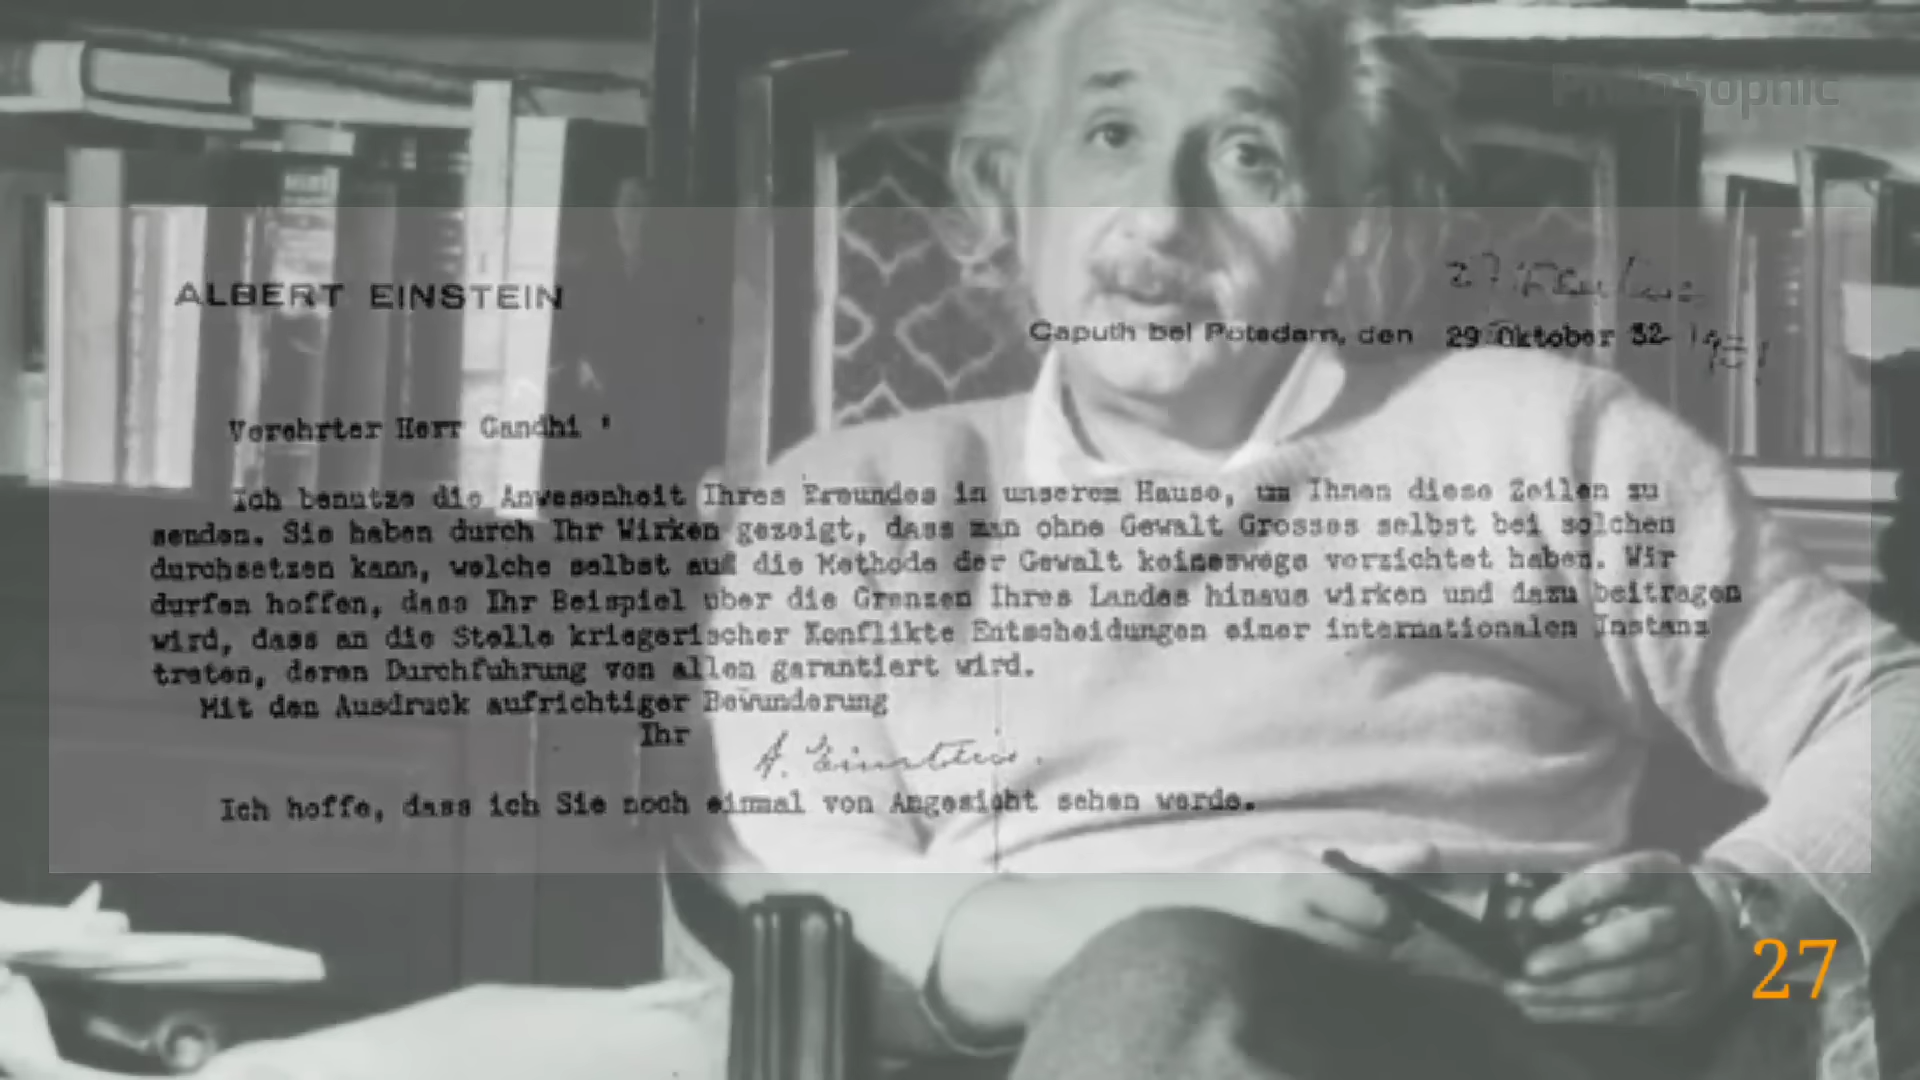 ALBERT EINSTEIN
Caputh bei Potsdam, den 29 Oktober 32
Verehrter Herr Gandhi !
Ich benutze die Anwesenheit Ihres Freundes in unserem Hause, um Ihnen diese Zeilen zu
senden. Sie haben durch Ihr Wirken gezeigt, dass man ohne Gewalt Grosses selbst bei solchen
durchsetzen kann, welche selbst auf die Methode der Gewalt keineswegs verzichtet haben. Wir
durfen hoffen, dass Ihr Beispiel uber die Grenzen Ihres Landes hinaus wirken und dazu beitragen
wird, dass an die Stelle kriegerischer Konflikte Entscheidungen einer internationalen Instanz
treten, deren Durchfuhrung von allen garantiert wird.
Mit den Ausdruck aufrichtiger Bewunderung
Ihr
A. Einstein.
Ich hoffe, dass ich Sie noch einmal von Angesicht sehen werde.
27